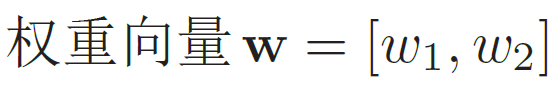 权重向量 w = [w₁, w₂]